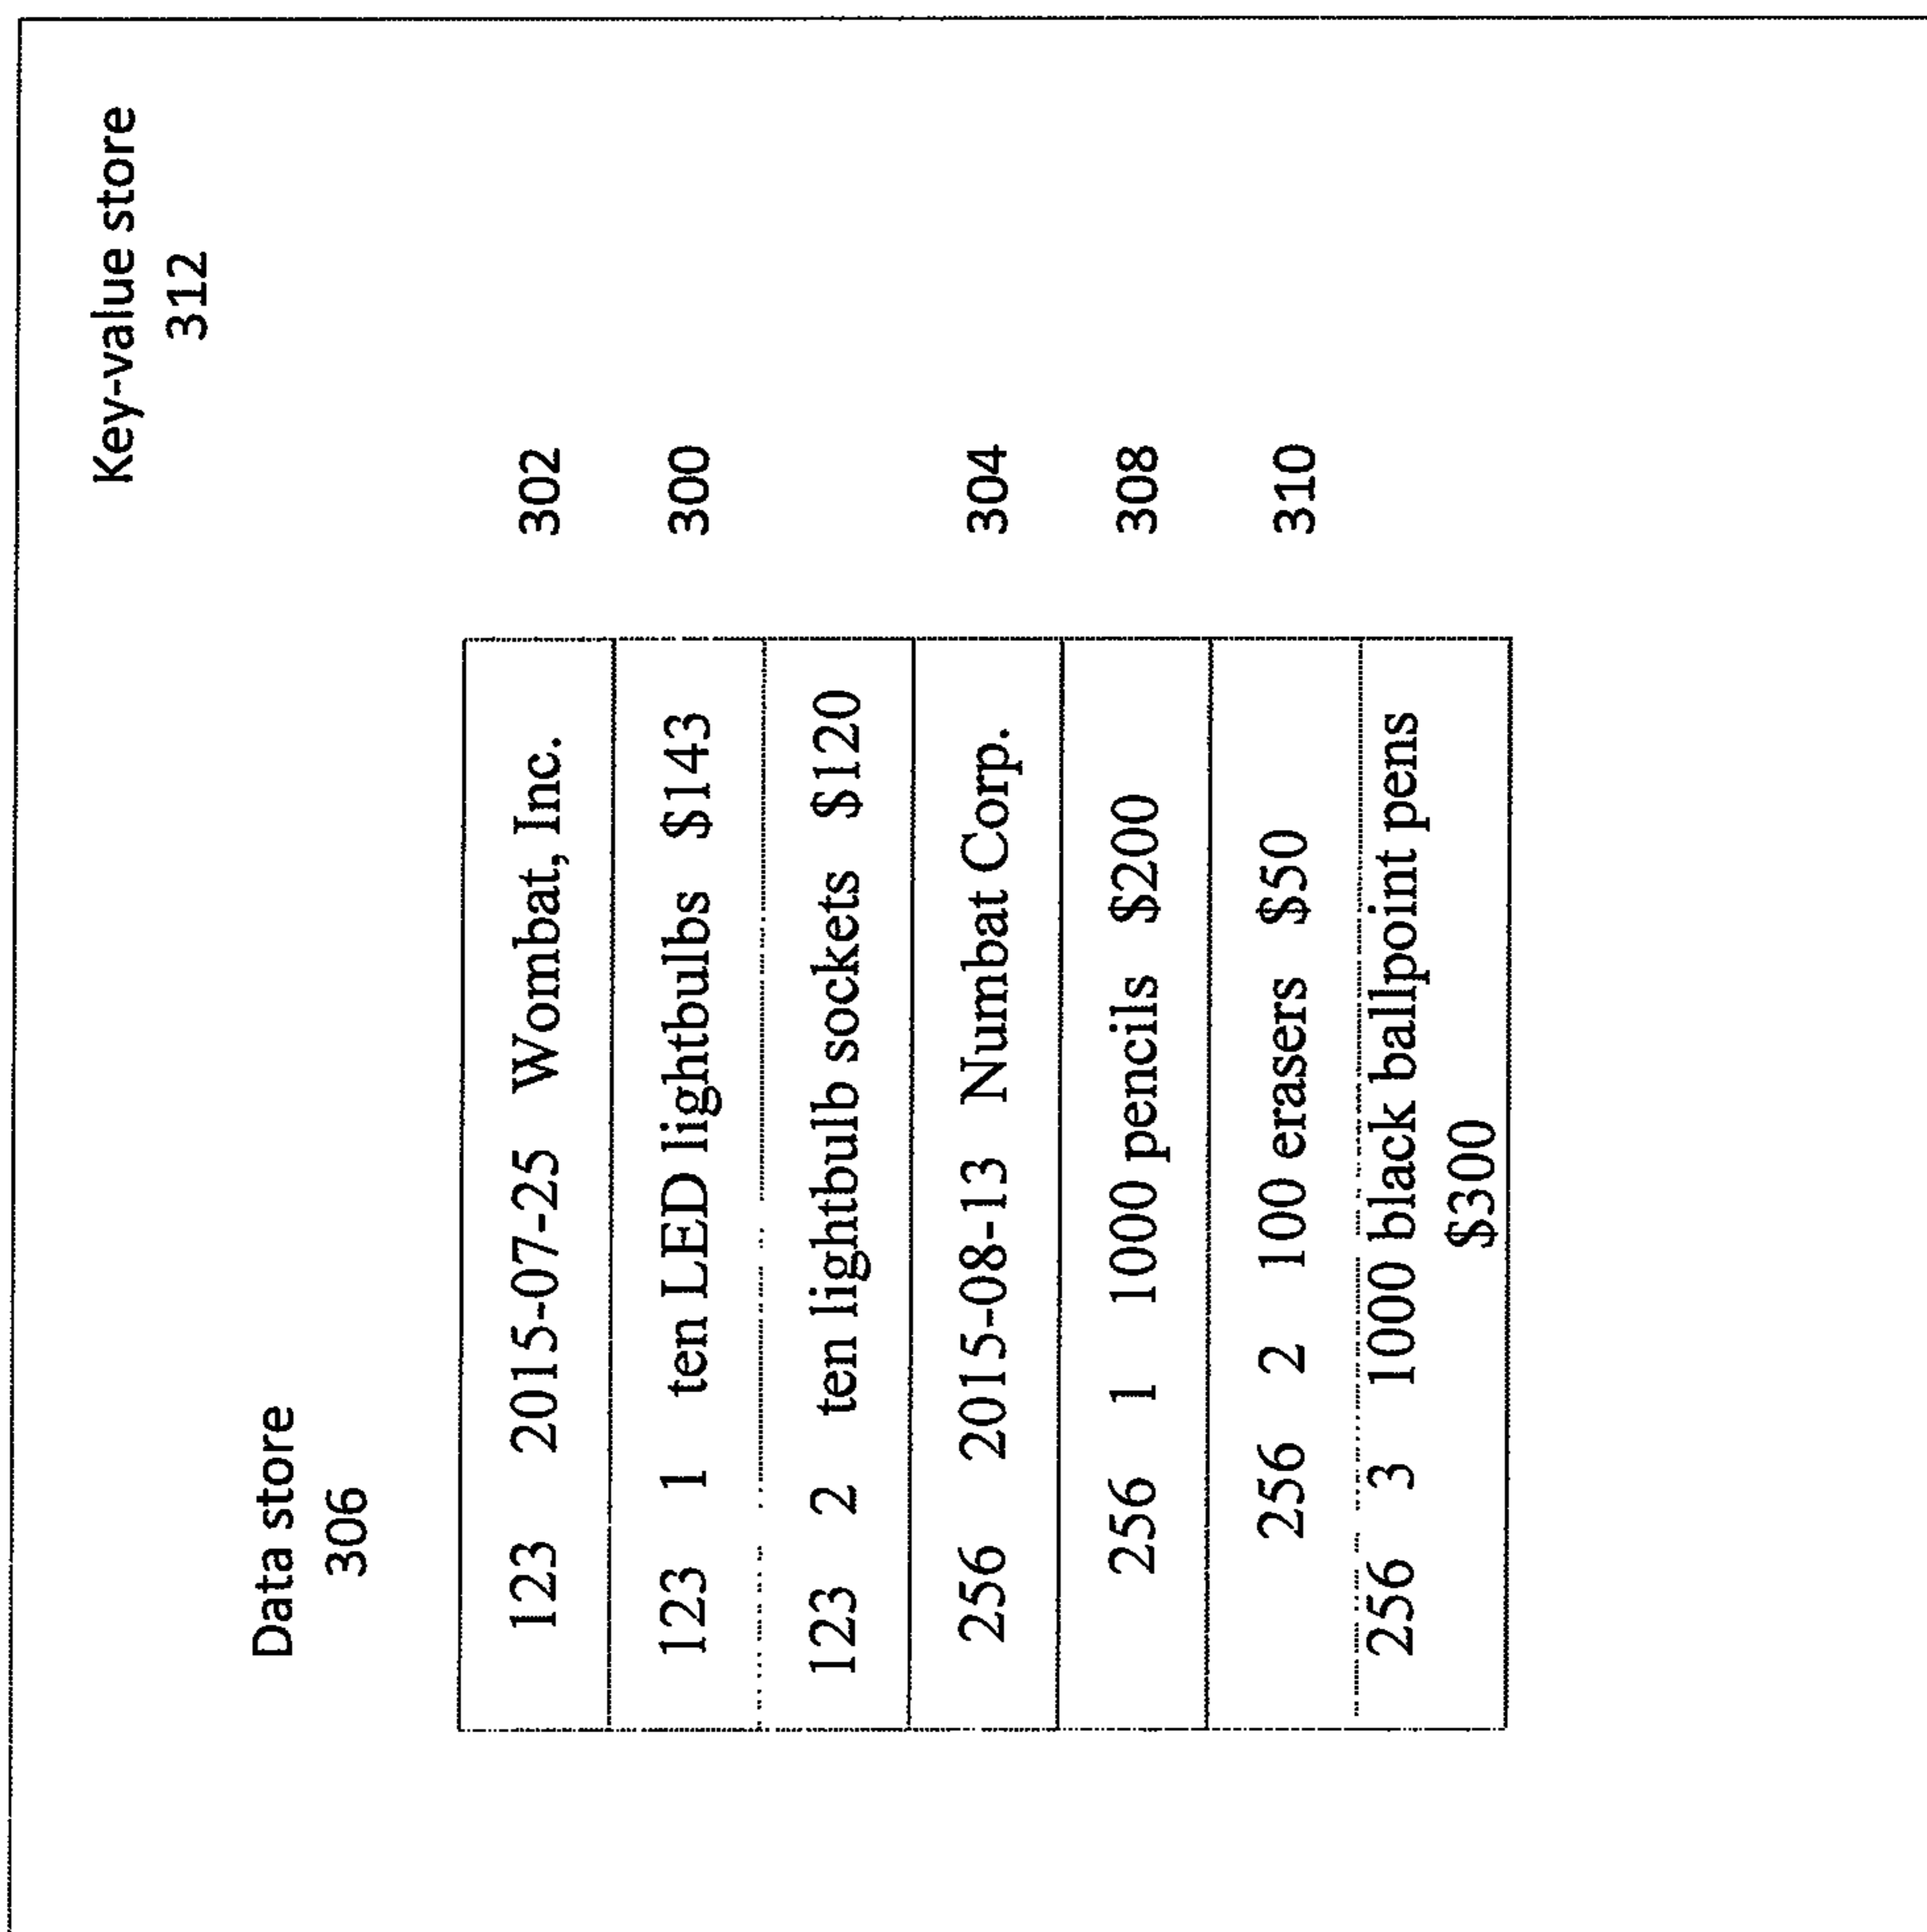 Key-value store
312
Data store
306
123 2015-07-25 Wombat, Inc. 302
123 1 ten LED lightbulbs $143 300
123 2 ten lightbulb sockets $120
256 2015-08-13 Numbat Corp. 304
256 1 1000 pencils $200 308
256 2 100 erasers $50 310
256 3 1000 black ballpoint pens
$300